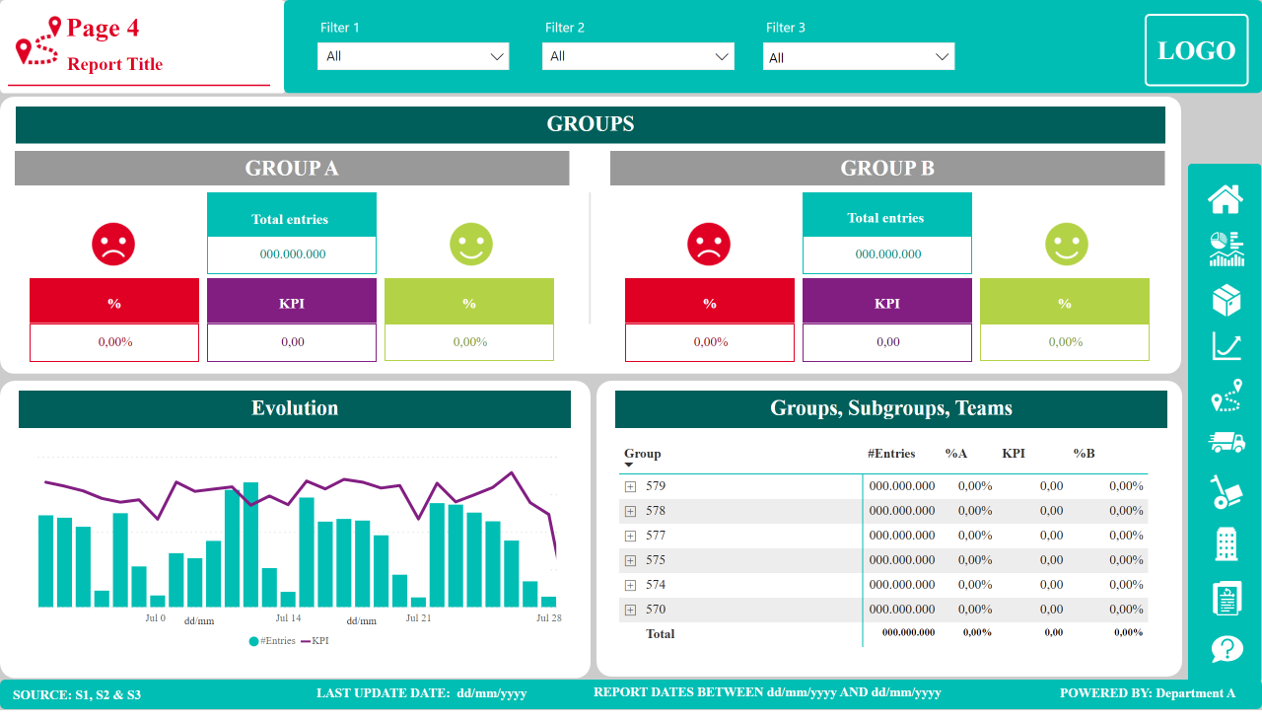 Page 4
Report Title
Filter 1
All
Filter 2
All
Filter 3
All
LOGO
GROUPS
GROUP A
Total entries
000.000.000
%
0,00%
KPI
0,00
%
0,00%
GROUP B
Total entries
000.000.000
%
0,00%
KPI
0,00
%
0,00%
Evolution
Jul 0 dd/mm Jul 14 dd/mm Jul 21 Jul 28
#Entries KPI
Groups, Subgroups, Teams
Group #Entries %A KPI %B
579 000.000.000 0,00% 0,00 0,00%
578 000.000.000 0,00% 0,00 0,00%
577 000.000.000 0,00% 0,00 0,00%
575 000.000.000 0,00% 0,00 0,00%
574 000.000.000 0,00% 0,00 0,00%
570 000.000.000 0,00% 0,00 0,00%
Total 000.000.000 0,00% 0,00 0,00%
SOURCE: S1, S2 & S3
LAST UPDATE DATE: dd/mm/yyyy
REPORT DATES BETWEEN dd/mm/yyyy AND dd/mm/yyyy
POWERED BY: Department A